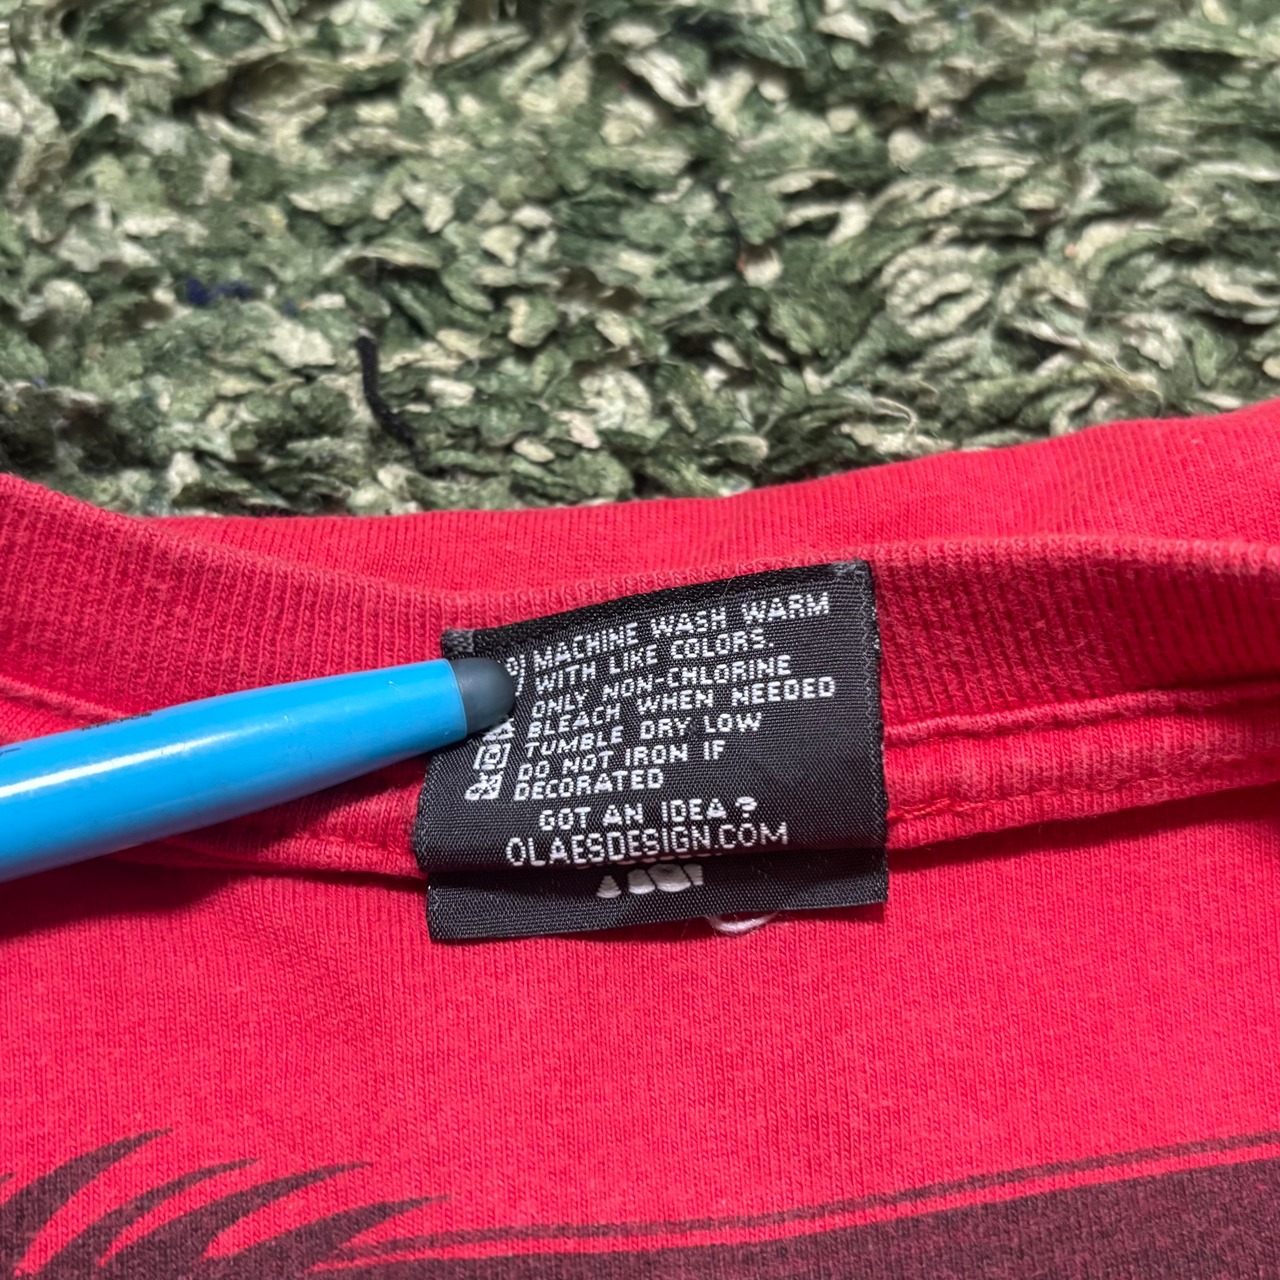 MACHINE WASH WARM
WITH LIKE COLORS
ONLY NON-CHLORINE
BLEACH WHEN NEEDED
TUMBLE DRY LOW
DO NOT IRON IF
DECORATED
GOT AN IDEA?
OLAESDESIGN.COM